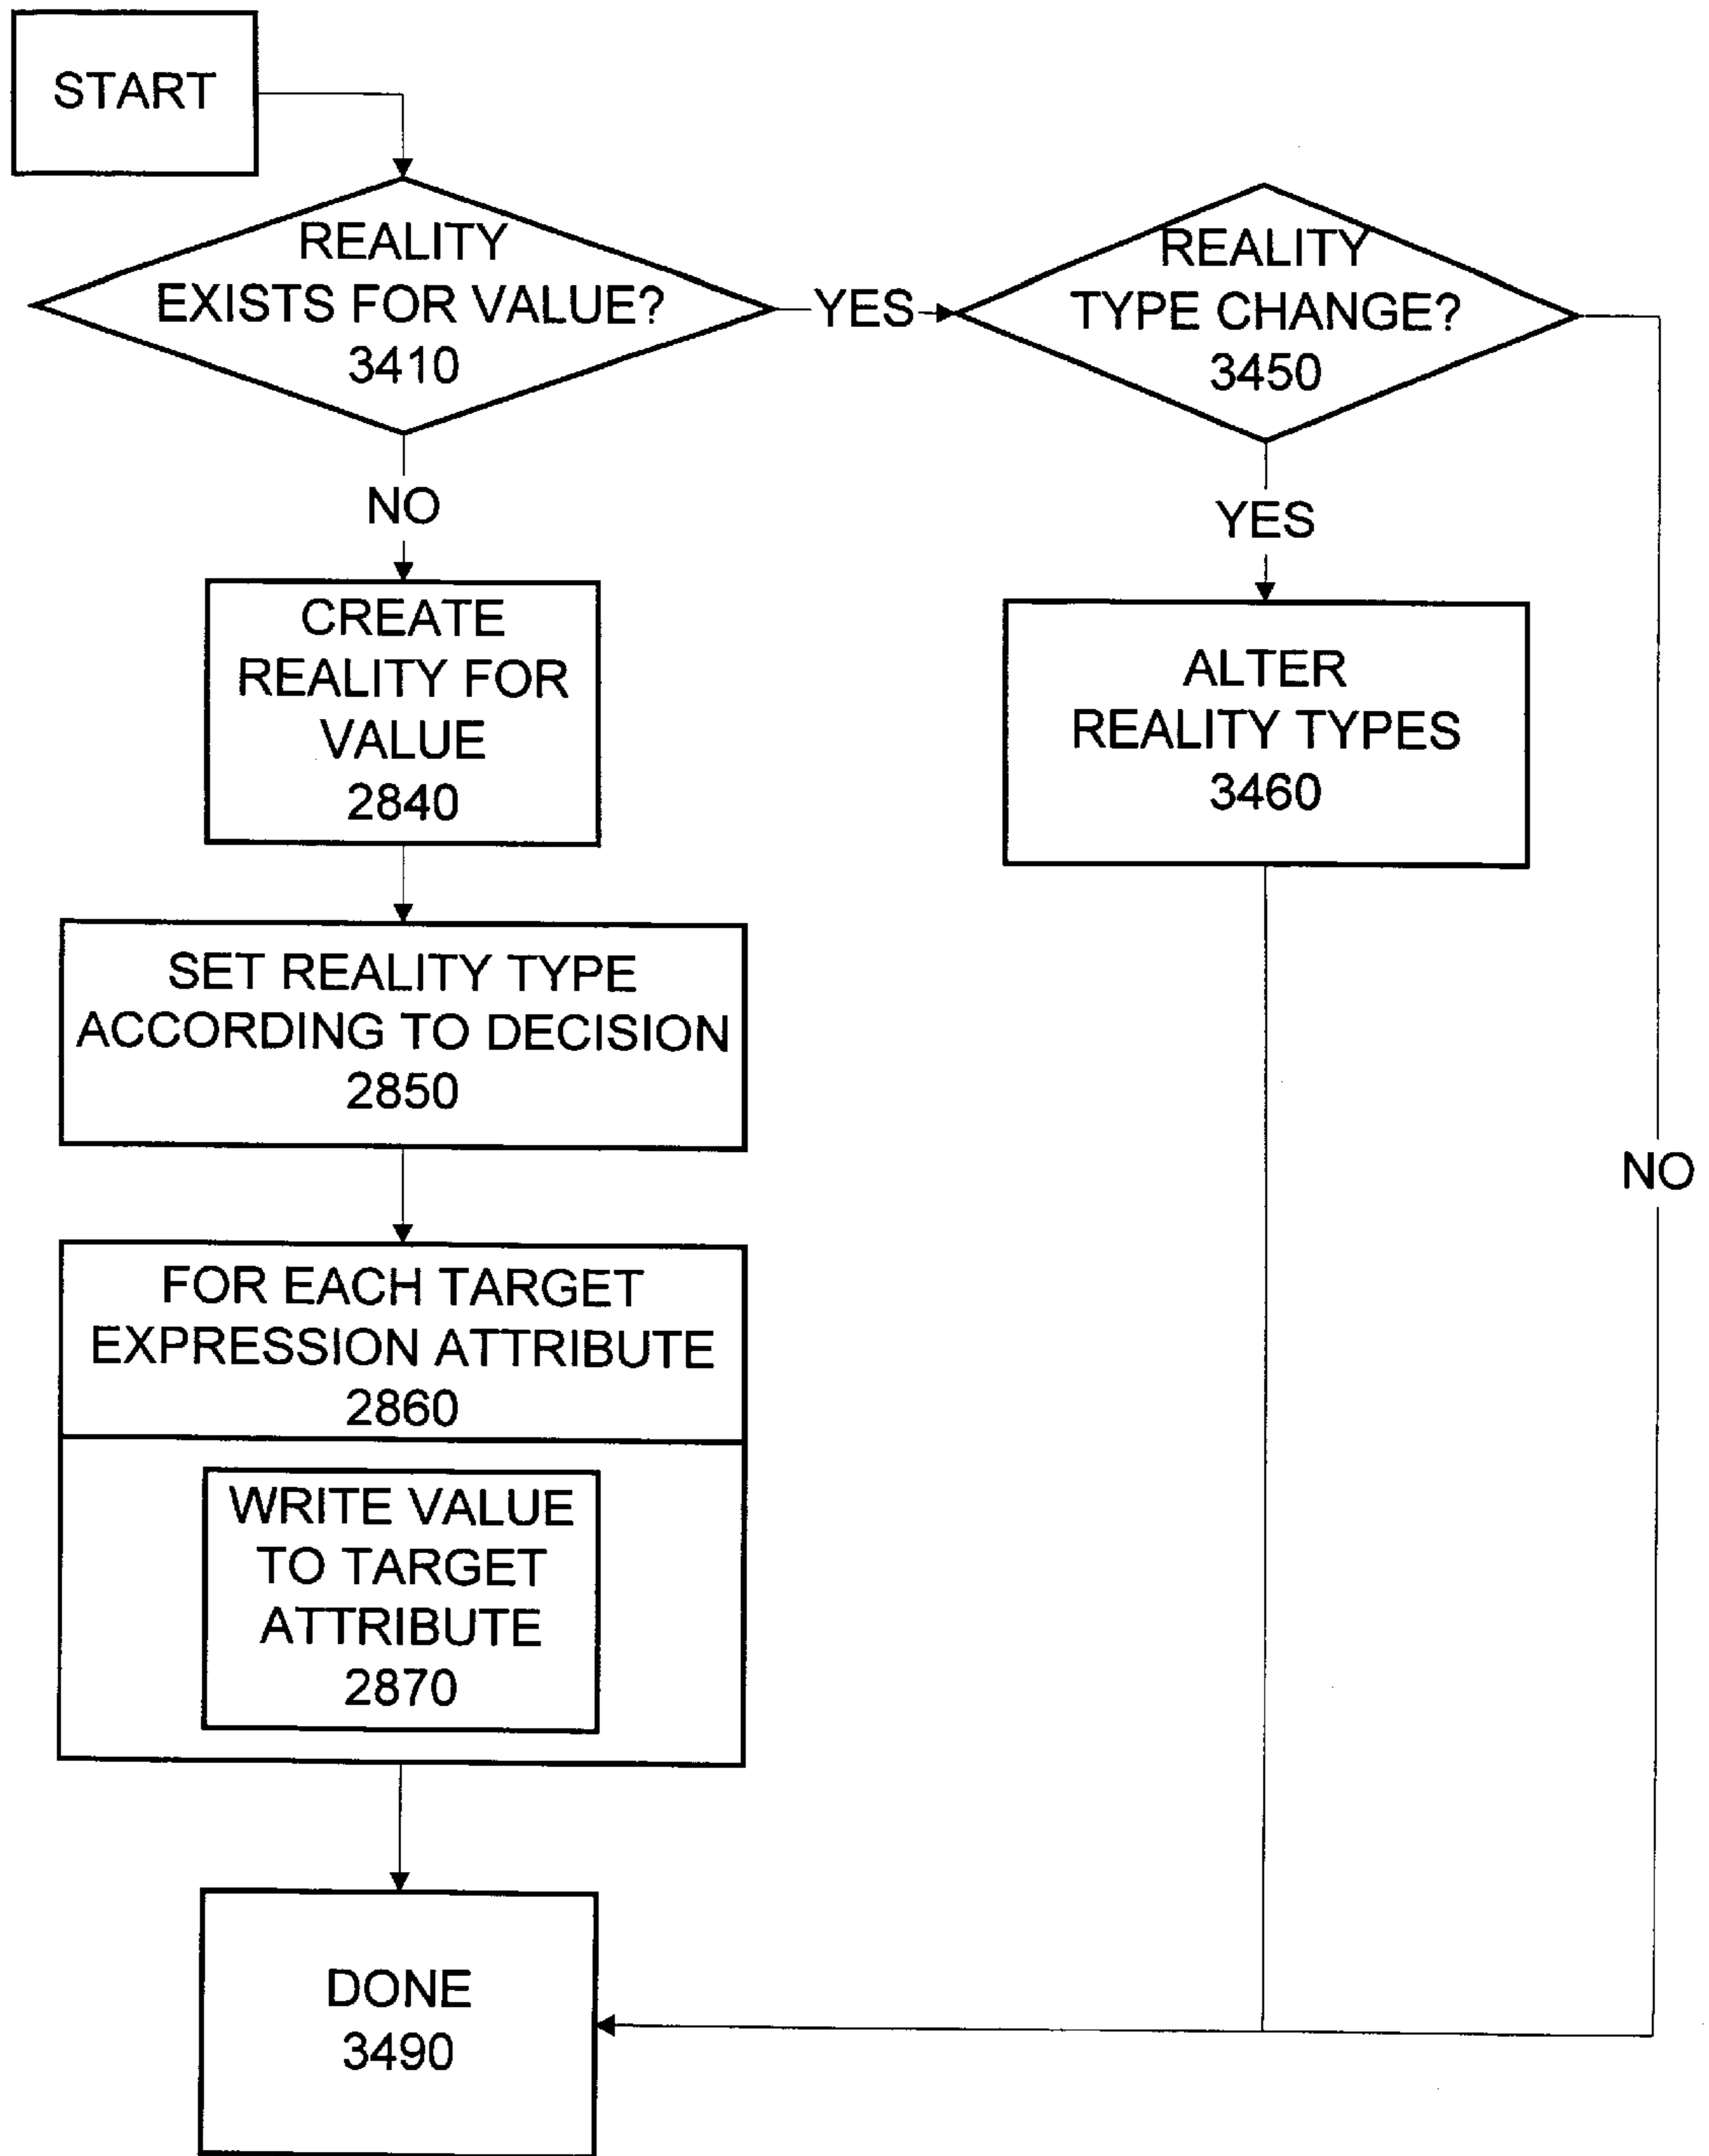 START
REALITY
EXISTS FOR VALUE?
3410
YES
REALITY
TYPE CHANGE?
3450
NO
YES
CREATE
REALITY FOR
VALUE
2840
ALTER
REALITY TYPES
3460
SET REALITY TYPE
ACCORDING TO DECISION
2850
NO
FOR EACH TARGET
EXPRESSION ATTRIBUTE
2860
WRITE VALUE
TO TARGET
ATTRIBUTE
2870
DONE
3490